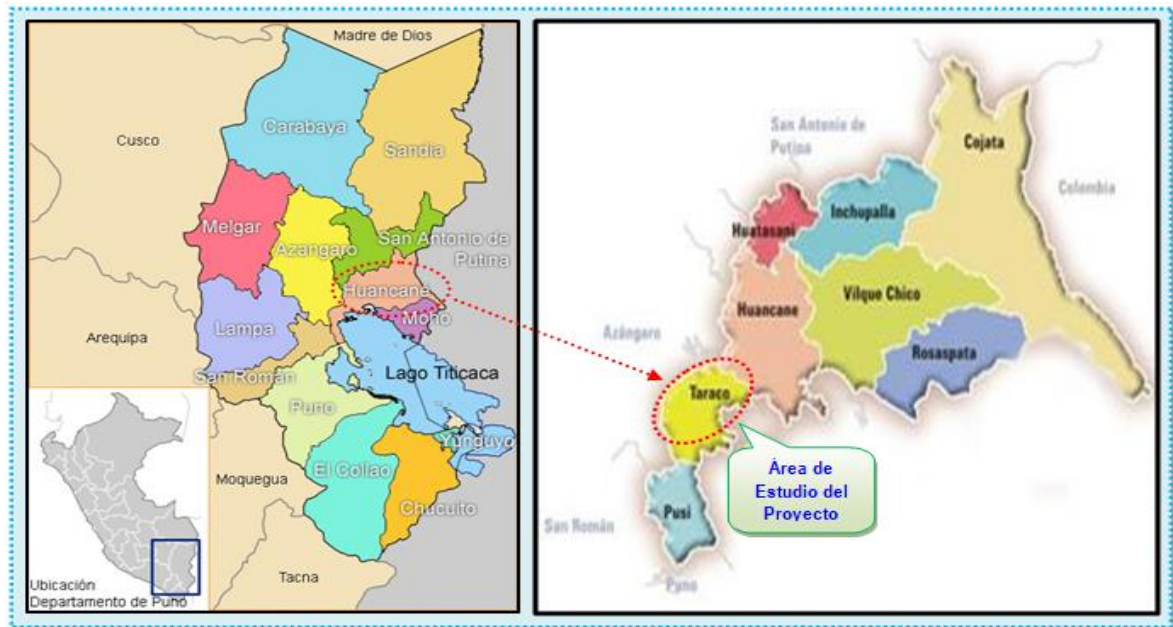 Madre de Dios
Cusco
Carabaya
Sandia
Melgar
Azangaro
San Antonio de
Putina
Huancané
Moho
Lampa
Arequipa
Lago Titicaca
San Román
Puno
Yunguyo
El Collao
Moquegua
Chucuito
Tacna
Ubicación
Departamento de Puno
San Antonio de
Putina
Cojata
Colombia
Inchupalla
Huatasani
Vilque Chico
Huancane
Azángaro
Rosaspata
Taraco
Área de
Estudio del
Proyecto
Pusi
San Román
Puno